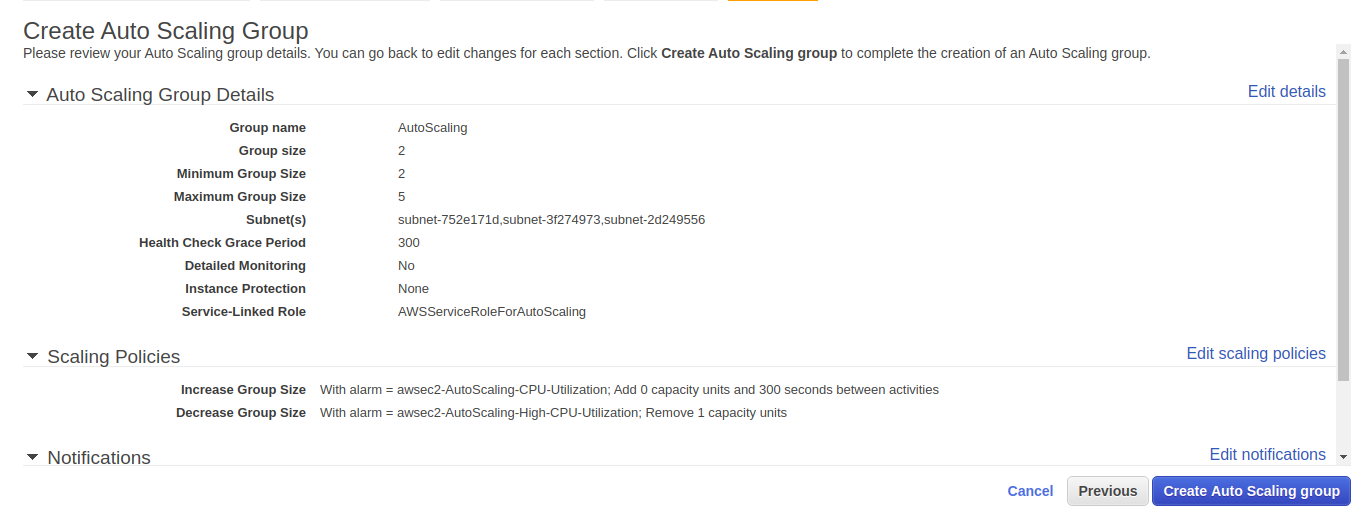 Create Auto Scaling Group
Please review your Auto Scaling group details. You can go back to edit changes for each section. Click Create Auto Scaling group to complete the creation of an Auto Scaling group.
Auto Scaling Group Details Edit details
Group name AutoScaling
Group size 2
Minimum Group Size 2
Maximum Group Size 5
Subnet(s) subnet-752e171d,subnet-3f274973,subnet-2d249556
Health Check Grace Period 300
Detailed Monitoring No
Instance Protection None
Service-Linked Role AWSServiceRoleForAutoScaling
Scaling Policies Edit scaling policies
Increase Group Size With alarm = awsec2-AutoScaling-CPU-Utilization; Add 0 capacity units and 300 seconds between activities
Decrease Group Size With alarm = awsec2-AutoScaling-High-CPU-Utilization; Remove 1 capacity units
Notifications Edit notifications
Cancel Previous Create Auto Scaling group